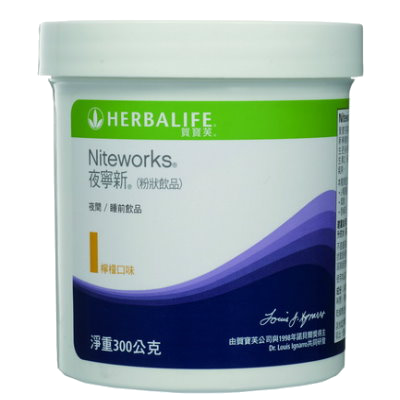 HERBALIFE®
賀寶芙®
Niteworks®
夜寧新®(粉狀飲品)
夜間 / 睡前飲品
檸檬口味
Louis J. Ignarro
由賀寶芙公司與1998年諾貝爾獎得主
Dr. Louis Ignarro共同研發
淨重300公克
Nitew